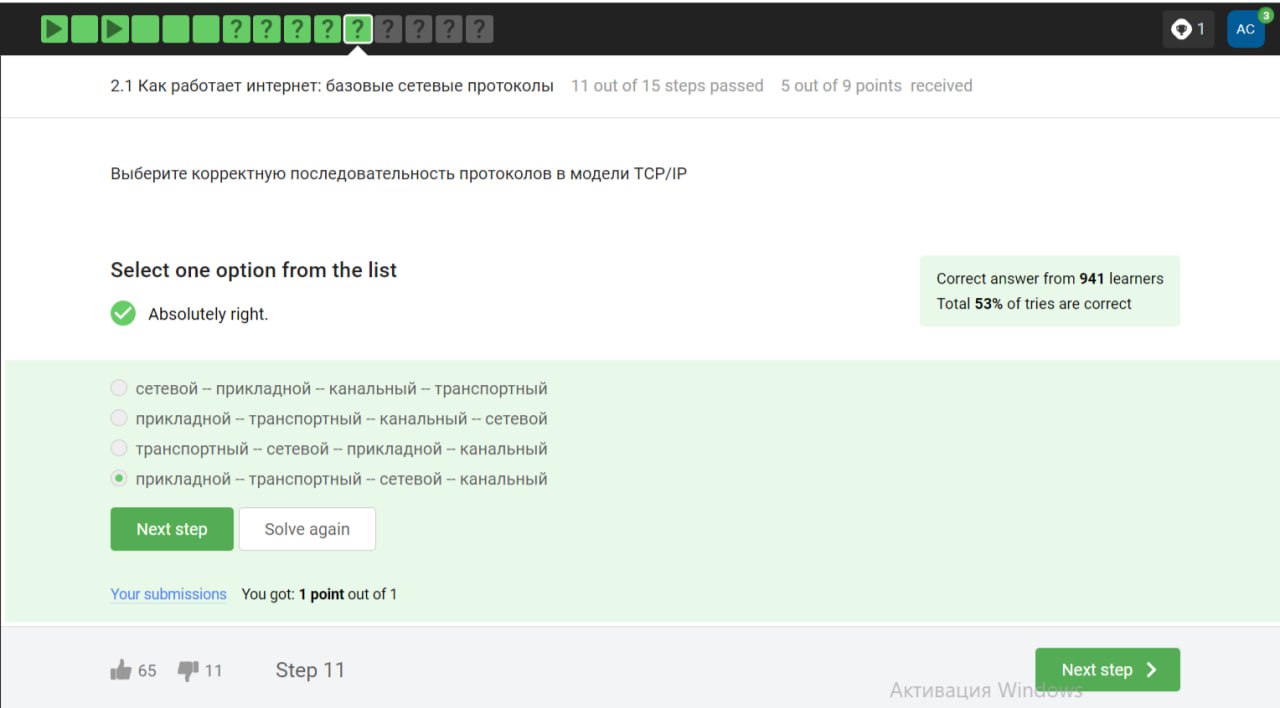 ? ? ? ? ? ? ? ? ?
1
AC
3
2.1 Как работает интернет: базовые сетевые протоколы 11 out of 15 steps passed 5 out of 9 points received
Выберите корректную последовательность протоколов в модели TCP/IP
Select one option from the list
Absolutely right.
Correct answer from 941 learners
Total 53% of tries are correct
сетевой -- прикладной -- канальный -- транспортный
прикладной -- транспортный -- канальный -- сетевой
транспортный -- сетевой -- прикладной -- канальный
прикладной -- транспортный -- сетевой -- канальный
Next step Solve again
Your submissions You got: 1 point out of 1
65 11 Step 11
Next step
Активация Windows